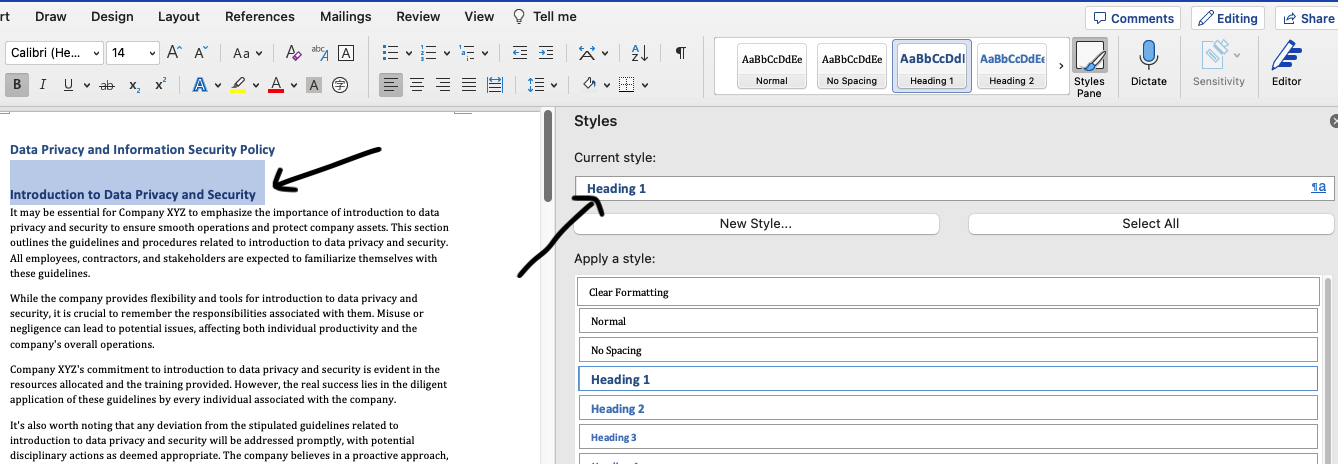 Draw Design Layout References Mailings Review View Tell me Comments Editing Share
Calibri (He... 14 A A Aa A abc A
AaBbCcDdEe AaBbCcDdEe AaBbCcDdI AaBbCcDdEe
Normal No Spacing Heading 1 Heading 2 Styles Pane Dictate Sensitivity Editor
B I U ab x₂ x² A A A
Styles
Current style:
Heading 1 ¶a
New Style... Select All
Apply a style:
Clear Formatting
Normal
No Spacing
Heading 1
Heading 2
Heading 3
Data Privacy and Information Security Policy
Introduction to Data Privacy and Security
It may be essential for Company XYZ to emphasize the importance of introduction to data
privacy and security to ensure smooth operations and protect company assets. This section
outlines the guidelines and procedures related to introduction to data privacy and security.
All employees, contractors, and stakeholders are expected to familiarize themselves with
these guidelines.
While the company provides flexibility and tools for introduction to data privacy and
security, it is crucial to remember the responsibilities associated with them. Misuse or
negligence can lead to potential issues, affecting both individual productivity and the
company's overall operations.
Company XYZ's commitment to introduction to data privacy and security is evident in the
resources allocated and the training provided. However, the real success lies in the diligent
application of these guidelines by every individual associated with the company.
It's also worth noting that any deviation from the stipulated guidelines related to
introduction to data privacy and security will be addressed promptly, with potential
disciplinary actions as deemed appropriate. The company believes in a proactive approach,